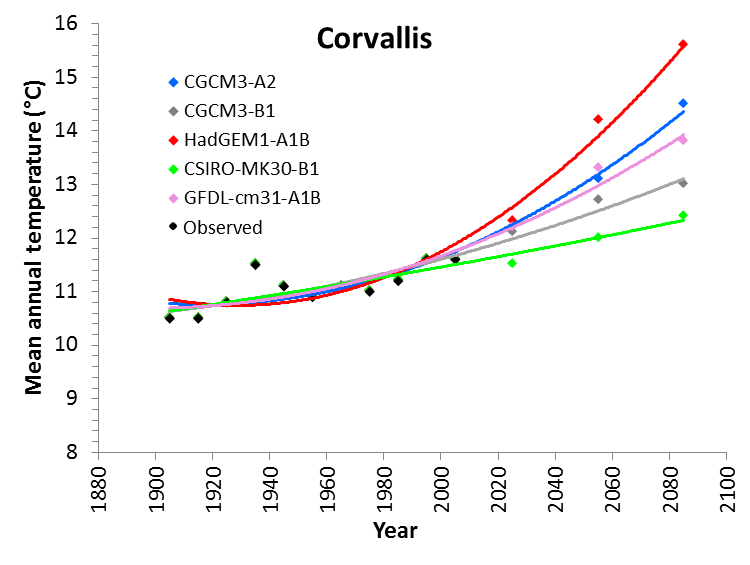 Corvallis
16
15
14
13
12
11
10
9
8
Mean annual temperature (°C)
CGCM3-A2
CGCM3-B1
HadGEM1-A1B
CSIRO-MK30-B1
GFDL-cm31-A1B
Observed
1880
1900
1920
1940
1960
1980
2000
2020
2040
2060
2080
2100
Year